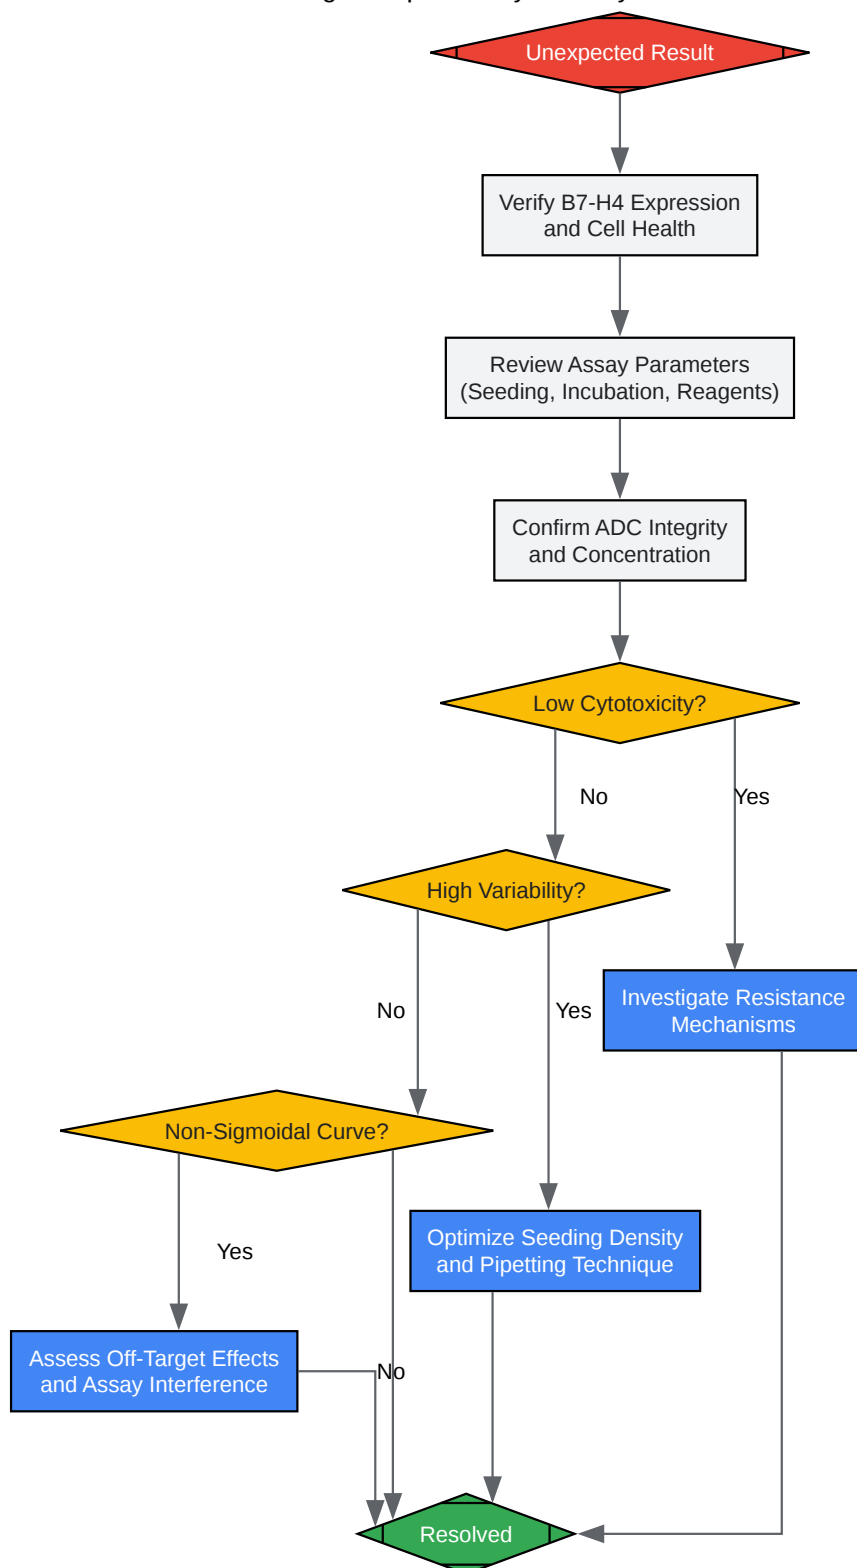 Unexpected Result
Verify B7-H4 Expression
and Cell Health
Review Assay Parameters
(Seeding, Incubation, Reagents)
Confirm ADC Integrity
and Concentration
Low Cytotoxicity?
No
Yes
High Variability?
Investigate Resistance
Mechanisms
No
Yes
Non-Sigmoidal Curve?
Optimize Seeding Density
and Pipetting Technique
Yes
Assess Off-Target Effects
and Assay Interference
No
Resolved